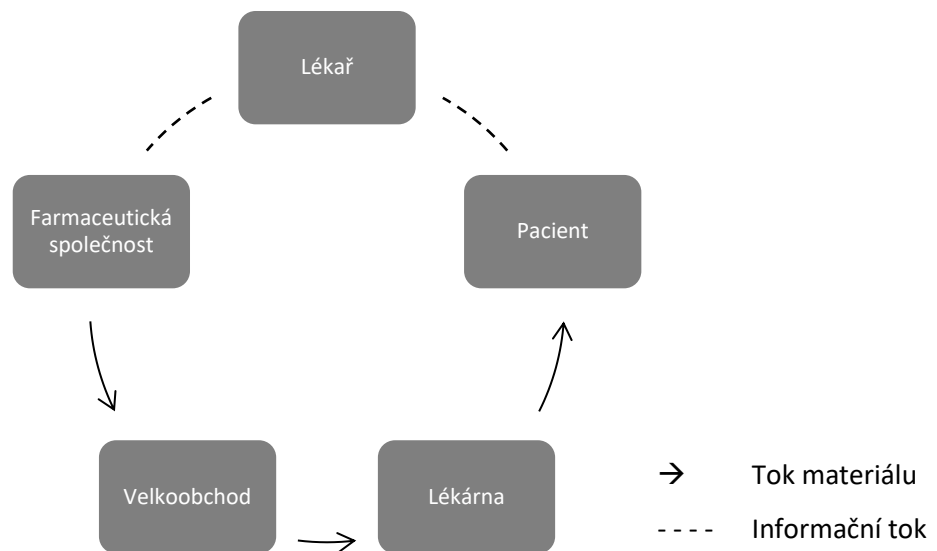 Lékař
Farmaceutická
společnost
Pacient
Velkoobchod
Lékárna
→ Tok materiálu
---- Informační tok